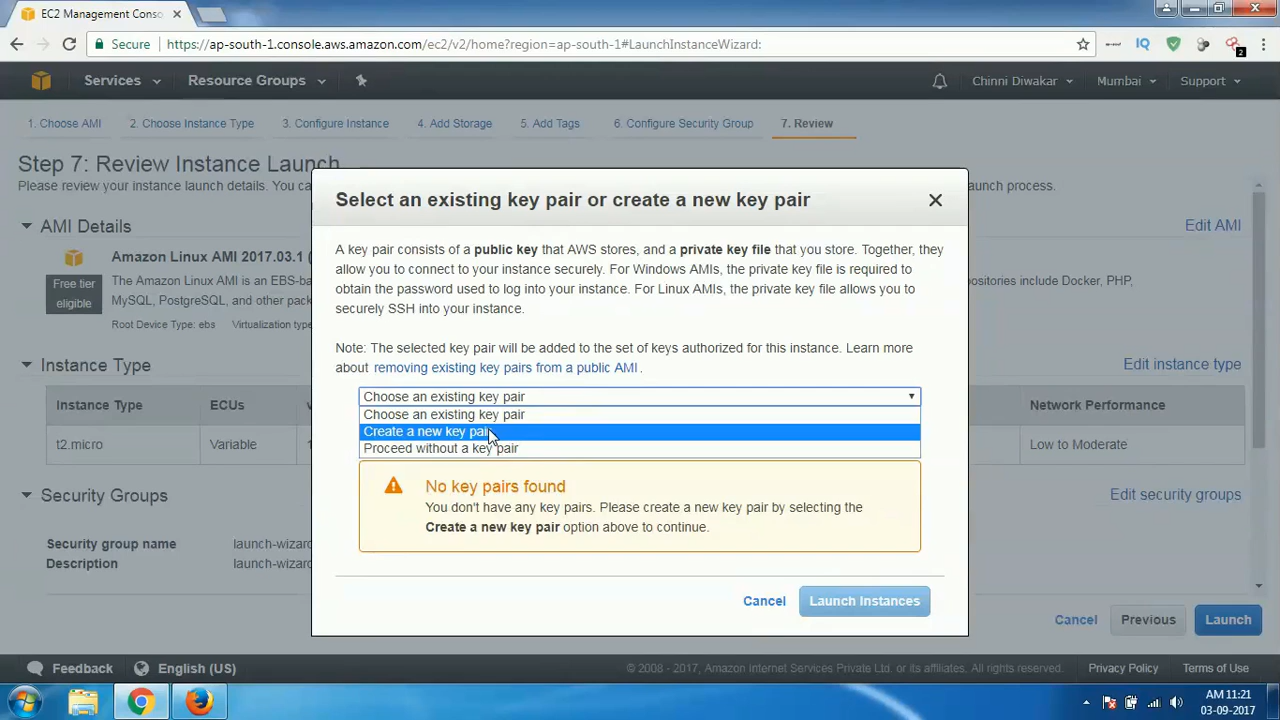 EC2 Management Conso
Secure
https://ap-south-1.console.aws.amazon.com/ec2/v2/home?region=ap-south-1#LaunchInstanceWizard:
IQ
2
Services
Resource Groups
Chinni Diwakar
Mumbai
Support
1. Choose AMI
2. Choose Instance Type
3. Configure Instance
4. Add Storage
5. Add Tags
6. Configure Security Group
7. Review
Step 7: Review Instance Launch
Please review your instance launch details. You ca
aunch process.
AMI Details
Edit AMI
Free tier
eligible
Amazon Linux AMI 2017.03.1 (
The Amazon Linux AMI is an EBS-ba
ositories include Docker, PHP,
MySQL, PostgreSQL, and other pack
Root Device Type: ebs
Virtualization type
Instance Type
Edit instance type
Instance Type
ECUs
v
Network Performance
t2.micro
Variable
1
Low to Moderate
Security Groups
Edit security groups
Security group name
launch-wizard
Description
launch-wizard
Select an existing key pair or create a new key pair
A key pair consists of a public key that AWS stores, and a private key file that you store. Together, they
allow you to connect to your instance securely. For Windows AMIs, the private key file is required to
obtain the password used to log into your instance. For Linux AMIs, the private key file allows you to
securely SSH into your instance.
Note: The selected key pair will be added to the set of keys authorized for this instance. Learn more
about removing existing key pairs from a public AMI .
Choose an existing key pair
Choose an existing key pair
Create a new key pair
Proceed without a key pair
No key pairs found
You don't have any key pairs. Please create a new key pair by selecting the
Create a new key pair option above to continue.
Cancel
Launch Instances
Cancel
Previous
Launch
Feedback
English (US)
© 2008 - 2017, Amazon Internet Services Private Ltd. or its affiliates. All rights reserved.
Privacy Policy
Terms of Use
AM 11:21
03-09-2017